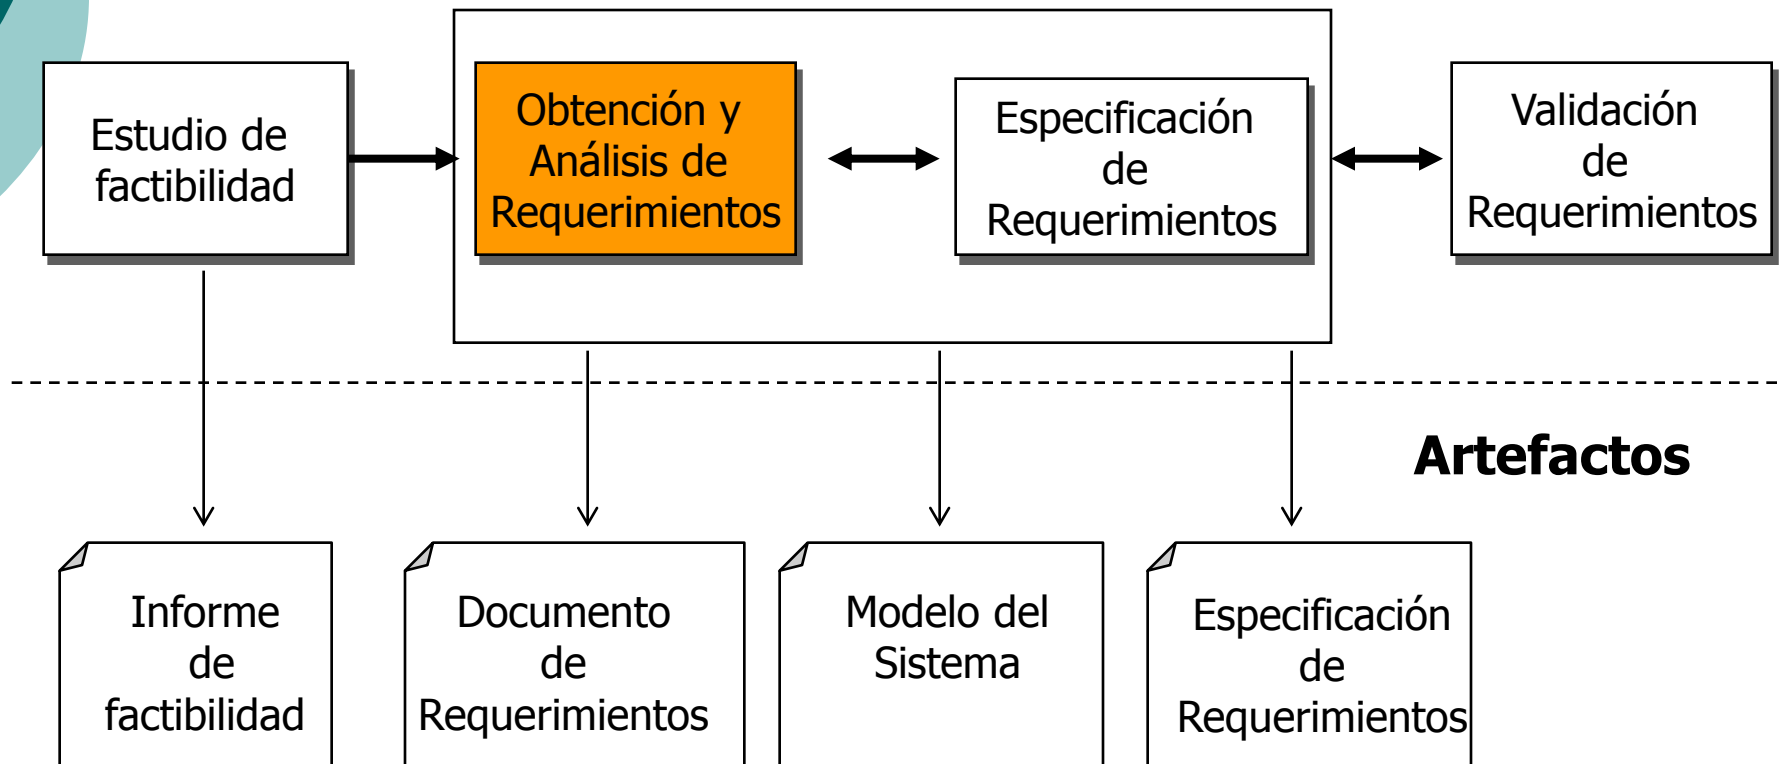 Estudio de
factibilidad
Obtención y
Análisis de
Requerimientos
Especificación
de
Requerimientos
Validación
de
Requerimientos
Artefactos
Informe
de
factibilidad
Documento
de
Requerimientos
Modelo del
Sistema
Especificación
de
Requerimientos